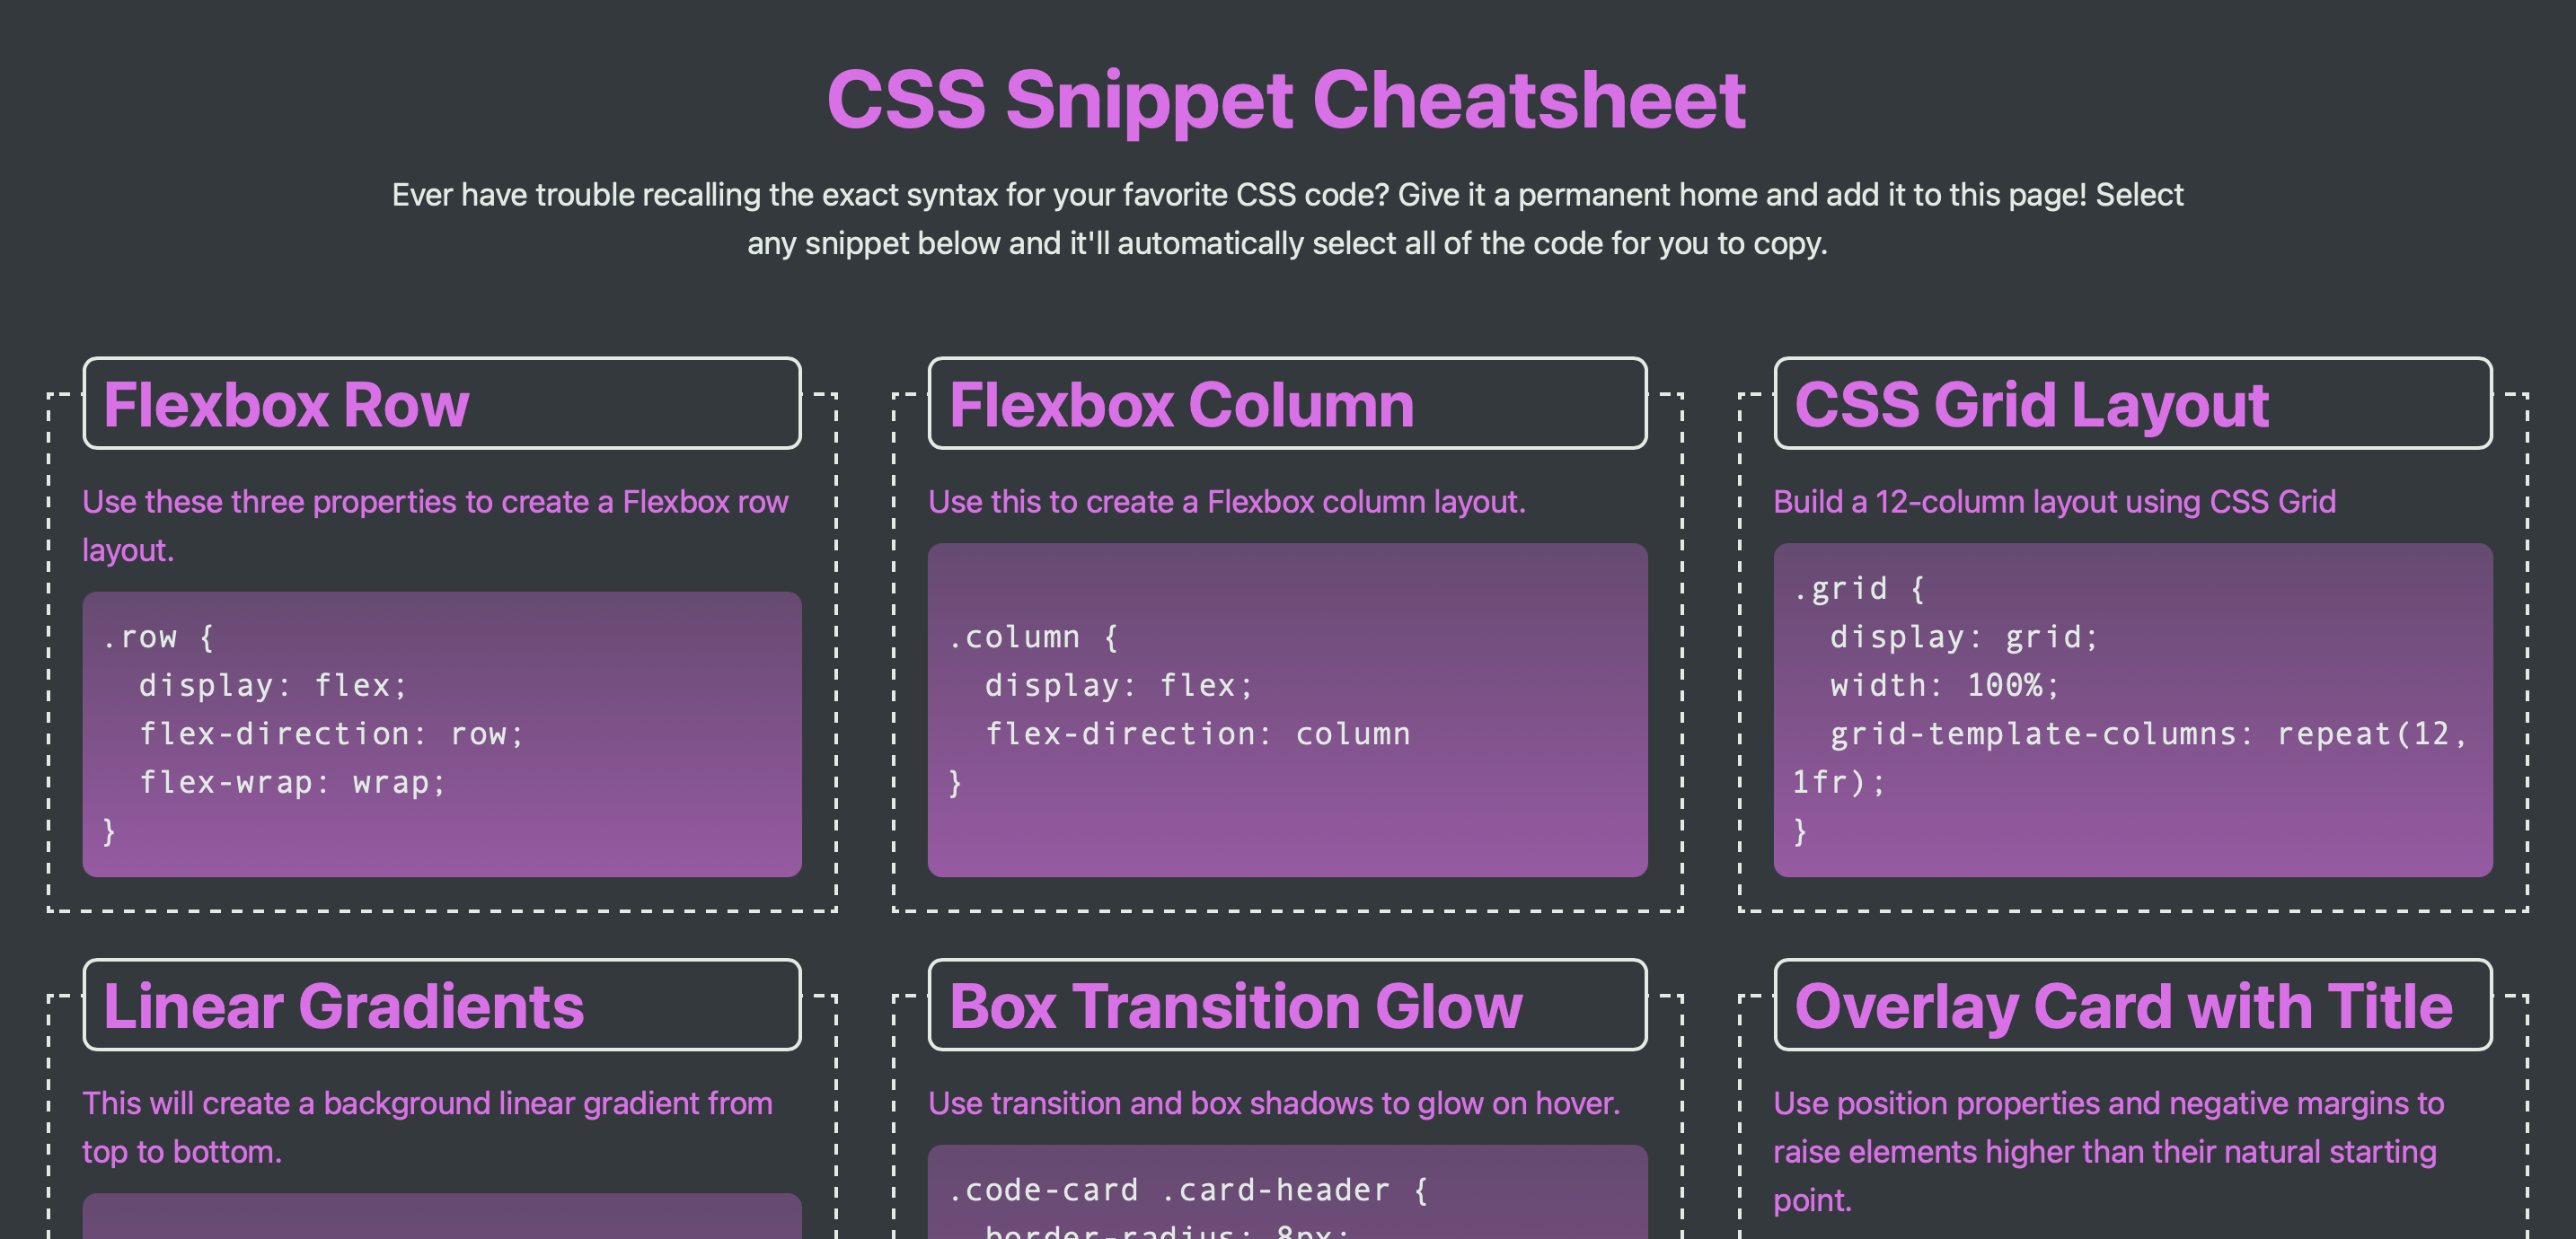 CSS Snippet Cheatsheet
Ever have trouble recalling the exact syntax for your favorite CSS code? Give it a permanent home and add it to this page! Select
any snippet below and it'll automatically select all of the code for you to copy.
Flexbox Row
Use these three properties to create a Flexbox row
layout.
.row {
  display: flex;
  flex-direction: row;
  flex-wrap: wrap;
}
Flexbox Column
Use this to create a Flexbox column layout.
.column {
  display: flex;
  flex-direction: column
}
CSS Grid Layout
Build a 12-column layout using CSS Grid
.grid {
  display: grid;
  width: 100%;
  grid-template-columns: repeat(12,
1fr);
}
Linear Gradients
This will create a background linear gradient from
top to bottom.
Box Transition Glow
Use transition and box shadows to glow on hover.
.code-card .card-header {
  border-radius: 8px;
Overlay Card with Title
Use position properties and negative margins to
raise elements higher than their natural starting
point.